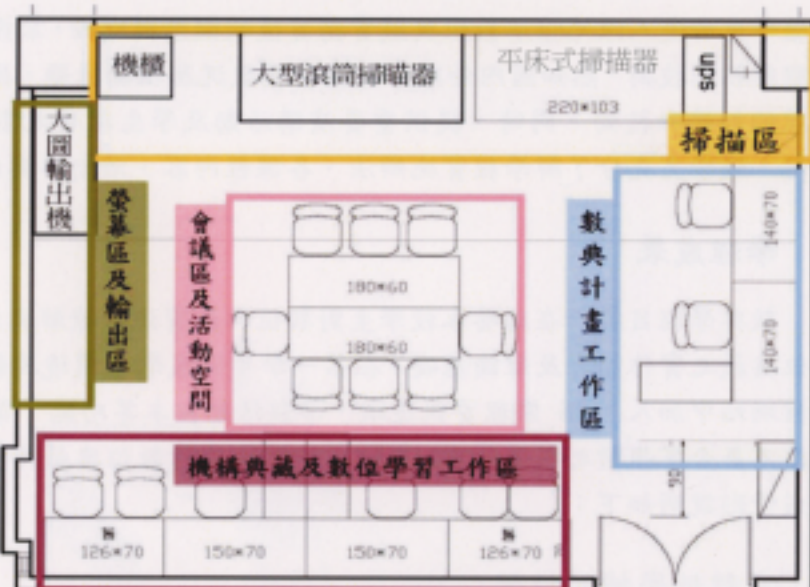 機櫃
大型滾筒掃瞄器
平床式掃描器
220*103
ups
掃描區
大圖輸出機
螢幕區及輸出區
會議區及活動空間
180*60
180*60
數典計畫工作區
140*70
140*70
90
機構典藏及數位學習工作區
126*70
150*70
150*70
126*70